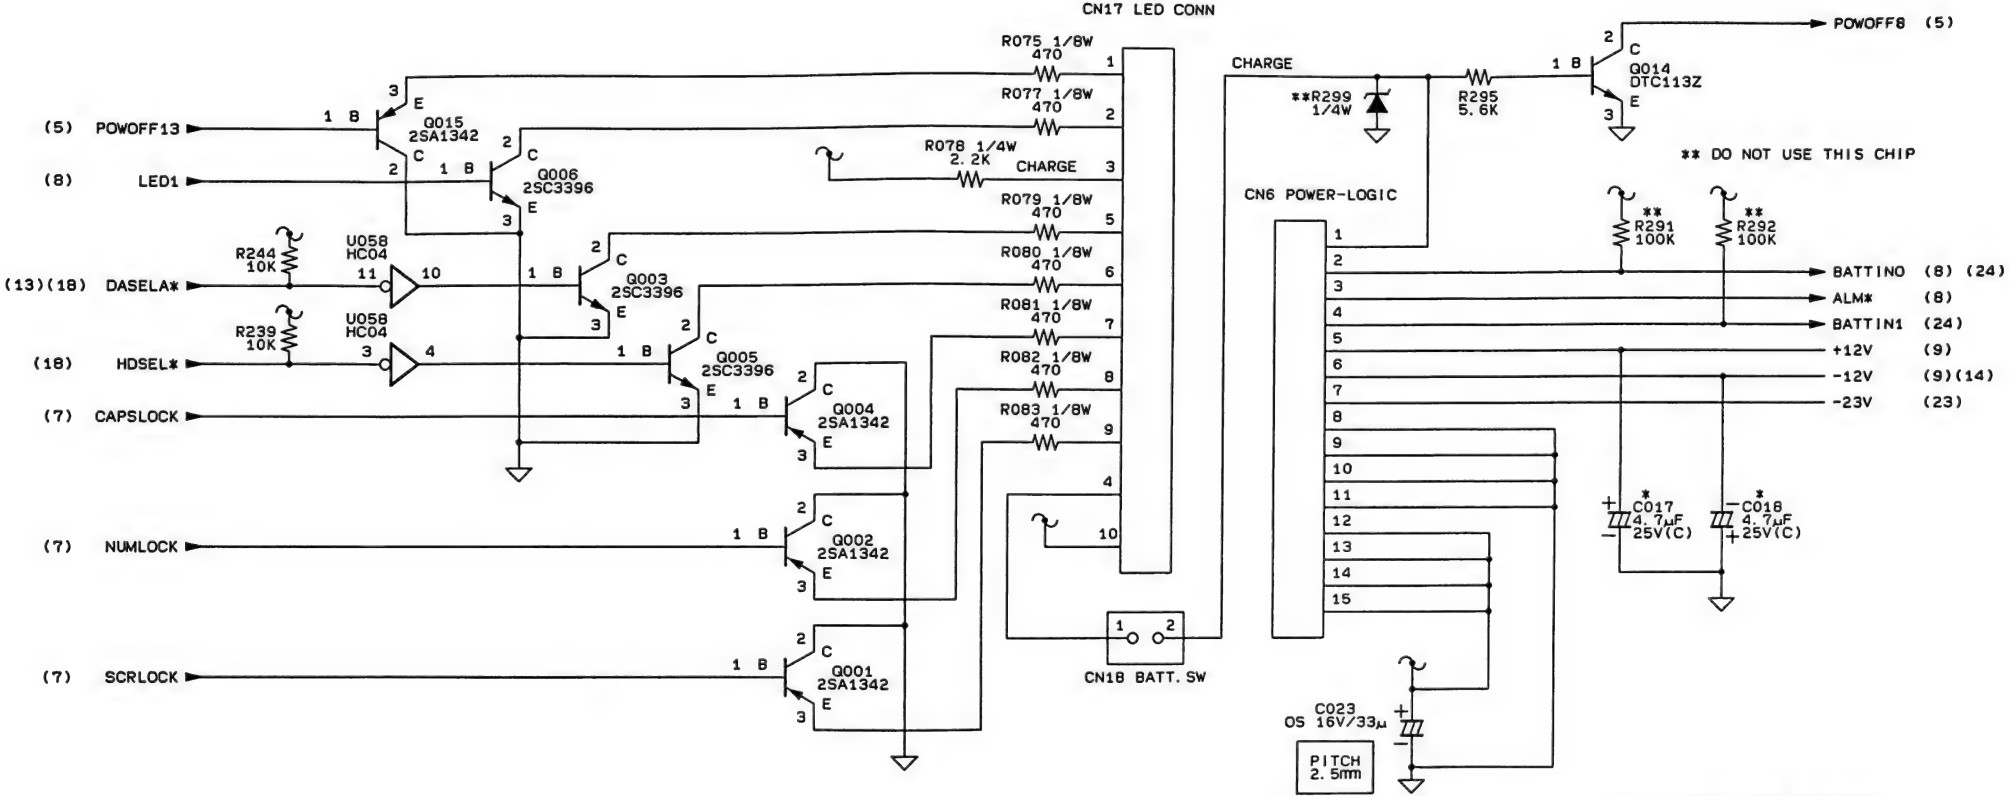 CN17 LED CONN
POWOFF8 (5)
R075 1/8W
470
1
CHARGE
2
C
1 B
Q014
DTC113Z
E
3
**R299
1/4W
R295
5.6K
3
E
1 B
Q015
2SA1342
C
2
(5) POWOFF13
R077 1/8W
470
2
** DO NOT USE THIS CHIP
2
C
1 B
Q006
2SC3396
E
3
(8) LED1
R078 1/4W
2.2K
CHARGE
3
CN6 POWER-LOGIC
R079 1/8W
470
5
**
R291
100K
**
R292
100K
R244
10K
U058
HC04
11
10
(13)(18) DASELA*
2
C
1 B
Q003
2SC3396
E
3
R080 1/8W
470
6
1
2
BATTIN0 (8) (24)
3
ALM* (8)
4
BATTIN1 (24)
5
+12V (9)
6
-12V (9)(14)
7
-23V (23)
8
9
10
11
12
13
14
15
R239
10K
U058
HC04
3
4
(18) HDSEL*
2
C
1 B
Q005
2SC3396
E
3
R081 1/8W
470
7
R082 1/8W
470
8
R083 1/8W
470
9
4
10
(7) CAPSLOCK
2
C
1 B
Q004
2SA1342
E
3
+
*
C017
4.7μF
25V(C)
-
-
*
C018
4.7μF
25V(C)
+
(7) NUMLOCK
2
C
1 B
Q002
2SA1342
E
3
1
2
CN18 BATT.SW
(7) SCRLOCK
2
C
1 B
Q001
2SA1342
E
3
C023
OS 16V/33μ
+
-
PITCH
2.5mm